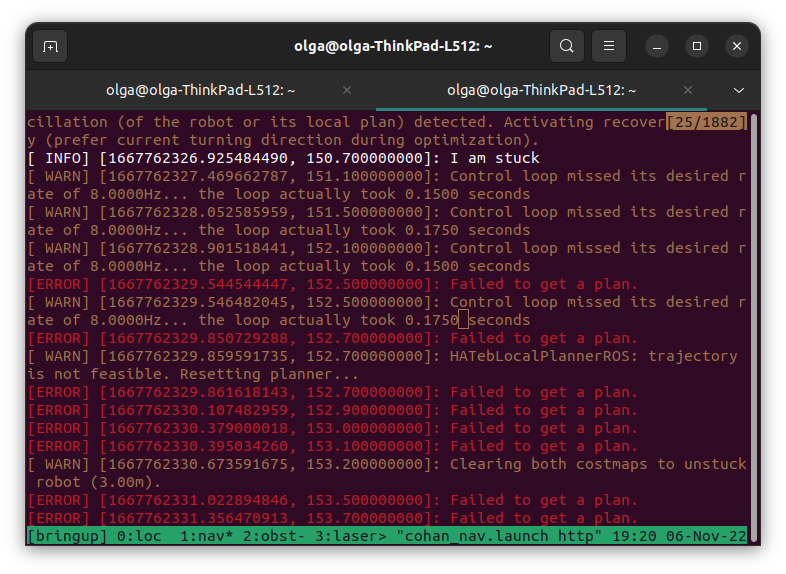 olga@olga-ThinkPad-L512: ~
olga@olga-ThinkPad-L512: ~
olga@olga-ThinkPad-L512: ~
cillation (of the robot or its local plan) detected. Activating recover[25/1882]
y (prefer current turning direction during optimization).
[ INFO] [1667762326.925484490, 150.700000000]: I am stuck
[ WARN] [1667762327.469662787, 151.100000000]: Control loop missed its desired r
ate of 8.0000Hz... the loop actually took 0.1500 seconds
[ WARN] [1667762328.052585959, 151.500000000]: Control loop missed its desired r
ate of 8.0000Hz... the loop actually took 0.1750 seconds
[ WARN] [1667762328.901518441, 152.100000000]: Control loop missed its desired r
ate of 8.0000Hz... the loop actually took 0.1500 seconds
[ERROR] [1667762329.544544447, 152.500000000]: Failed to get a plan.
[ WARN] [1667762329.546482045, 152.500000000]: Control loop missed its desired r
ate of 8.0000Hz... the loop actually took 0.1750 seconds
[ERROR] [1667762329.850729288, 152.700000000]: Failed to get a plan.
[ WARN] [1667762329.859591735, 152.700000000]: HATebLocalPlannerROS: trajectory
is not feasible. Resetting planner...
[ERROR] [1667762329.861618143, 152.700000000]: Failed to get a plan.
[ERROR] [1667762330.107482959, 152.900000000]: Failed to get a plan.
[ERROR] [1667762330.379000018, 153.000000000]: Failed to get a plan.
[ERROR] [1667762330.395034260, 153.100000000]: Failed to get a plan.
[ WARN] [1667762330.673591675, 153.200000000]: Clearing both costmaps to unstuck
 robot (3.00m).
[ERROR] [1667762331.022894846, 153.500000000]: Failed to get a plan.
[ERROR] [1667762331.356470913, 153.700000000]: Failed to get a plan.
[bringup] 0:loc  1:nav* 2:obst- 3:laser> "cohan_nav.launch http" 19:20 06-Nov-22